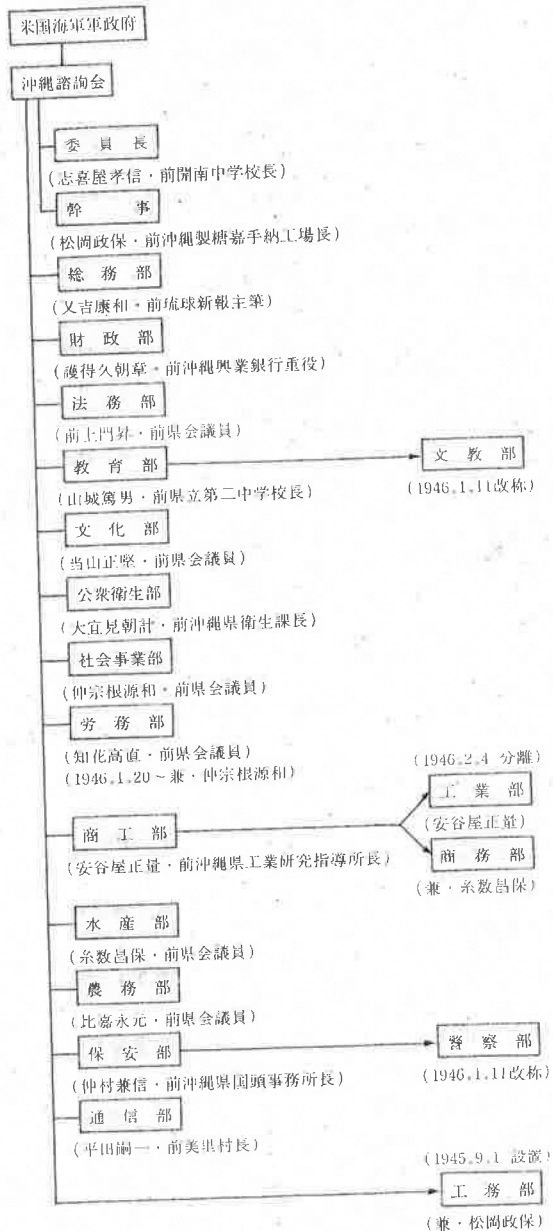 米国海軍軍政府
沖縄諮詢会
委員長
(志喜屋孝信・前開南中学校長)
幹事
(松岡政保・前沖縄製糖嘉手納工場長)
総務部
(又吉康和・前琉球新報主筆)
財政部
(護得久朝章・前沖縄興業銀行重役)
法務部
(前上門昇・前県会議員)
教育部
文教部
(山城篤男・前県立第二中学校長)
(1946.1.11改称)
文化部
(当山正堅・前県会議員)
公衆衛生部
(大宜見朝計・前沖縄県衛生課長)
社会事業部
(仲宗根源和・前県会議員)
労務部
(知花高直・前県会議員)
(1946.1.20~兼・仲宗根源和)
(1946.2.4 分離)
工業部
(安谷屋正量)
商工部
商務部
(安谷屋正量・前沖縄県工業研究指導所長)
(兼・糸数昌保)
水産部
(糸数昌保・前県会議員)
農務部
(比嘉永元・前県会議員)
保安部
警察部
(仲村兼信・前沖縄県国頭事務所長)
(1946.1.11改称)
通信部
(平田嗣一・前美里村長)
(1945.9.1 設置)
工務部
(兼・松岡政保)